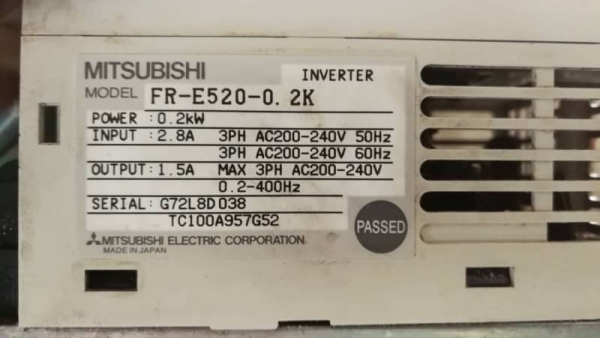 MITSUBISHI INVERTER
MODEL FR-E520-0.2K
POWER : 0.2kW
INPUT : 2.8A 3PH AC200-240V 50Hz
3PH AC200-240V 60Hz
OUTPUT : 1.5A MAX 3PH AC200-240V
0.2-400Hz
SERIAL : G72L8D038
TC100A957G52
PASSED
MITSUBISHI ELECTRIC CORPORATION
MADE IN JAPAN